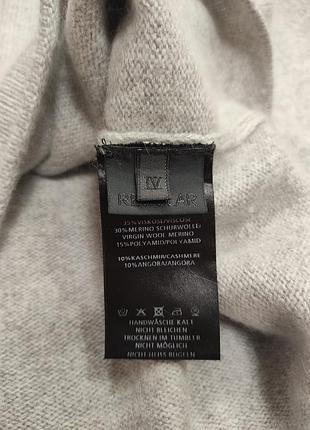 IV
REGULAR
35% VISKOSE/VISCOSE
30% MERINO SCHURWOLLE/
VIRGIN WOOL MERINO
15% POLYAMID/POLYAMID
10% KASCHMIR/CASHMERE
10% ANGORA/ANGORA
HANDWÄSCHE KALT
NICHT BLEICHEN
TROCKNEN IM TUMBLER
NICHT MÖGLICH
NICHT HEISS BÜGELN